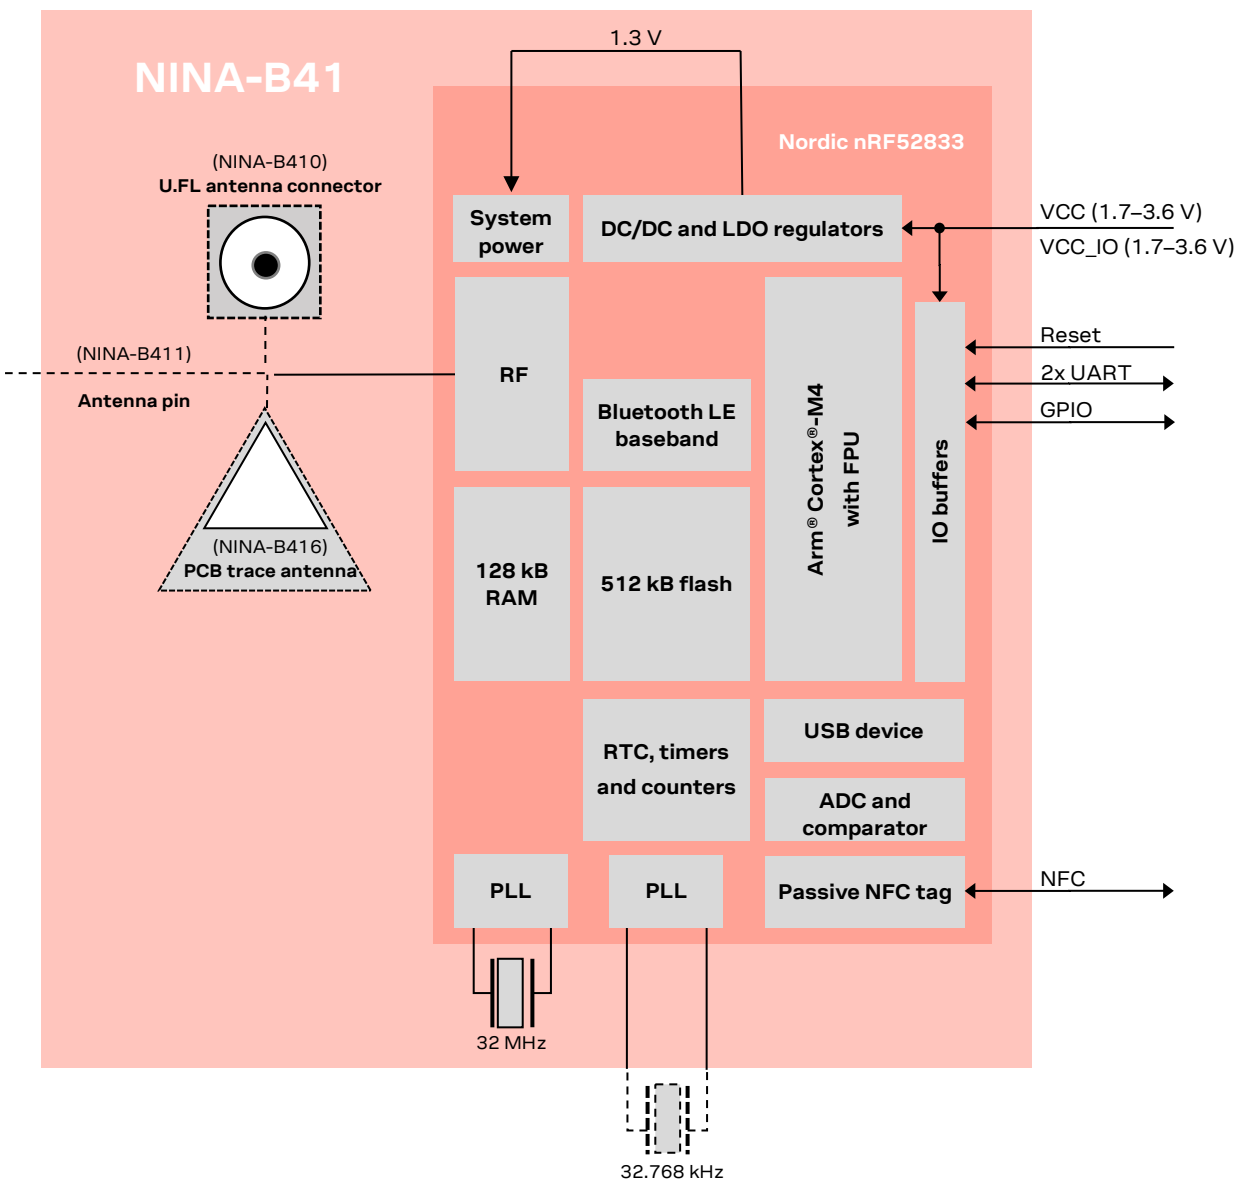 1.3 V
NINA-B41
Nordic nRF52833
(NINA-B410)
U.FL antenna connector
System
power
DC/DC and LDO regulators
VCC (1.7–3.6 V)
VCC_IO (1.7–3.6 V)
(NINA-B411)
Antenna pin
RF
Bluetooth LE
baseband
Arm® Cortex®-M4
with FPU
IO buffers
Reset
2x UART
GPIO
(NINA-B416)
PCB trace antenna
128 kB
RAM
512 kB flash
RTC, timers
and counters
USB device
ADC and
comparator
PLL
PLL
Passive NFC tag
NFC
32 MHz
32.768 kHz